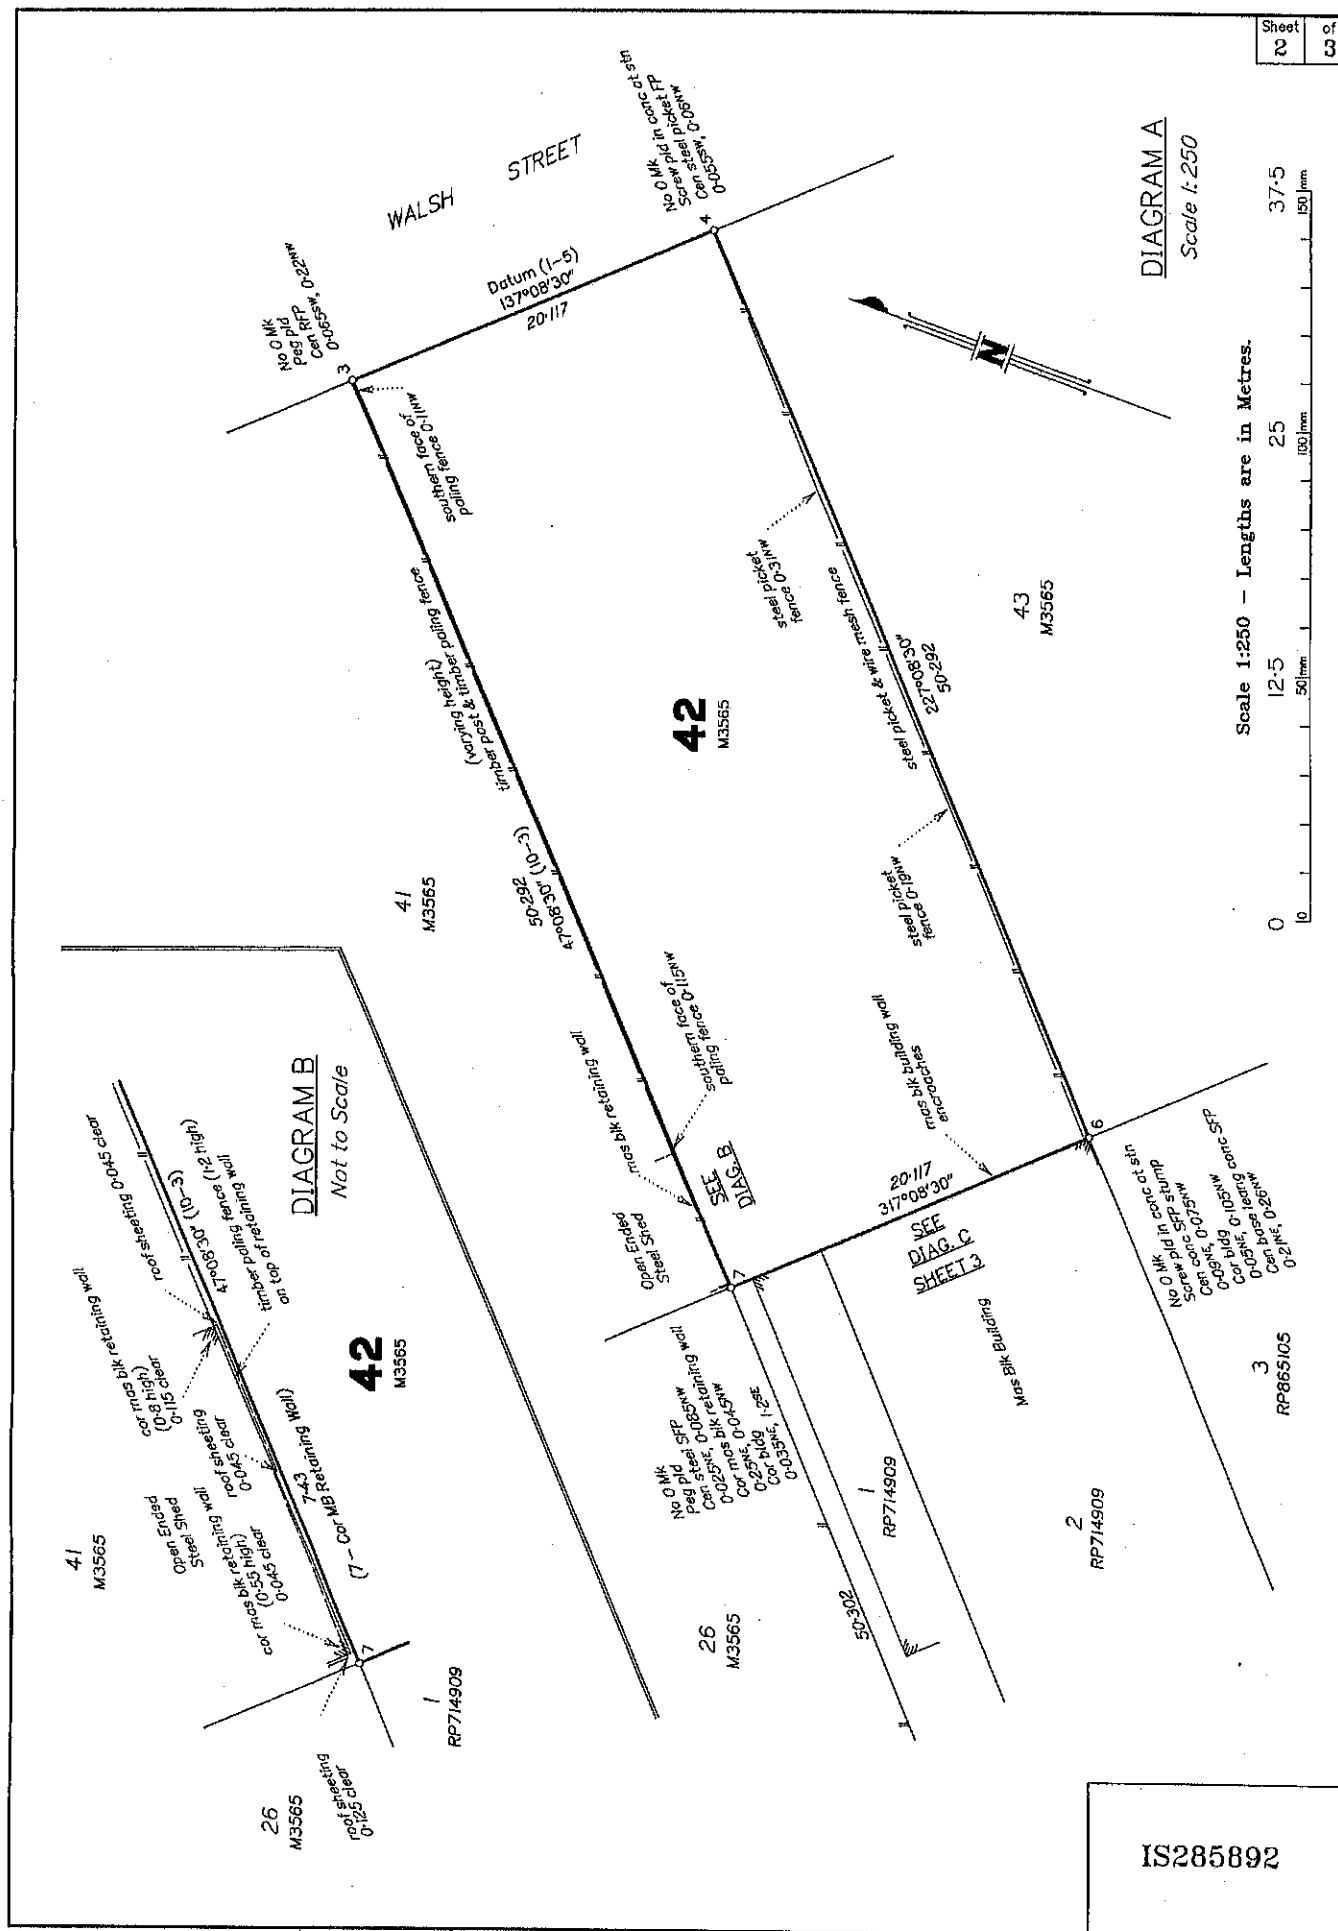 Sheet of
2 3
WALSH STREET
No O Mk
Peg pld
Cen RFP
0·055SW, 0·22NW
3
Datum (1-5)
137°08'30"
20·117
No O Mk
Screw pld in conc at stn
Screw steel picket FP
Cen steel picket
0·055SW, 0·06NW
4
DIAGRAM A
Scale 1:250
southern face of
paling fence 0·11NW
(varying height)
timber post & timber paling fence
N
steel picket
fence 0·31NW
steel picket & wire mesh fence
227°08'30"
50·292
43
M3565
42
M3565
41
M3565
50·292
47°08'30" (10-3)
steel picket
fence 0·19NW
Scale 1:250 – Lengths are in Metres.
0 12·5 25 37·5
0 50mm 100mm 150mm
mas blk retaining wall
southern face of
paling fence 0·115NW
SEE
DIAG. B
mas blk building wall
encroaches
Open Ended
Steel Shed
7
20·117
317°08'30"
SEE
DIAG. C
SHEET 3
6
No O Mk
Peg pld
Cen steel SFP
0·025NE, 0·085NW
Cor mas blk retaining wall
0·25NE, 0·045NW
Cor bldg
0·035NE, 1·2SE
Mas Blk Building
No O Mk
Screw pld in conc at stn
Screw conc SFP stump
Cen 0·075NW
0·09NE,
Cor bldg
0·05NE, 0·105NW
Cen base leang conc SFP
0·21NE, 0·26NW
1
RP714909
2
RP714909
3
RP865105
26
M3565
50·302
DIAGRAM B
Not to Scale
roof sheeting 0·045 clear
47°08'30" (10-3)
timber paling fence (1·2 high)
on top of retaining wall
cor mas blk retaining wall
(0·8 high)
0·115 clear
42
M3565
roof sheeting
0·045 clear
7·43
(7 - Cor MB Retaining Wall)
Open Ended
Steel Shed
cor mas blk retaining wall
(0·55 high)
0·045 clear
41
M3565
7
1
RP714909
roof sheeting
0·125 clear
26
M3565
IS285892